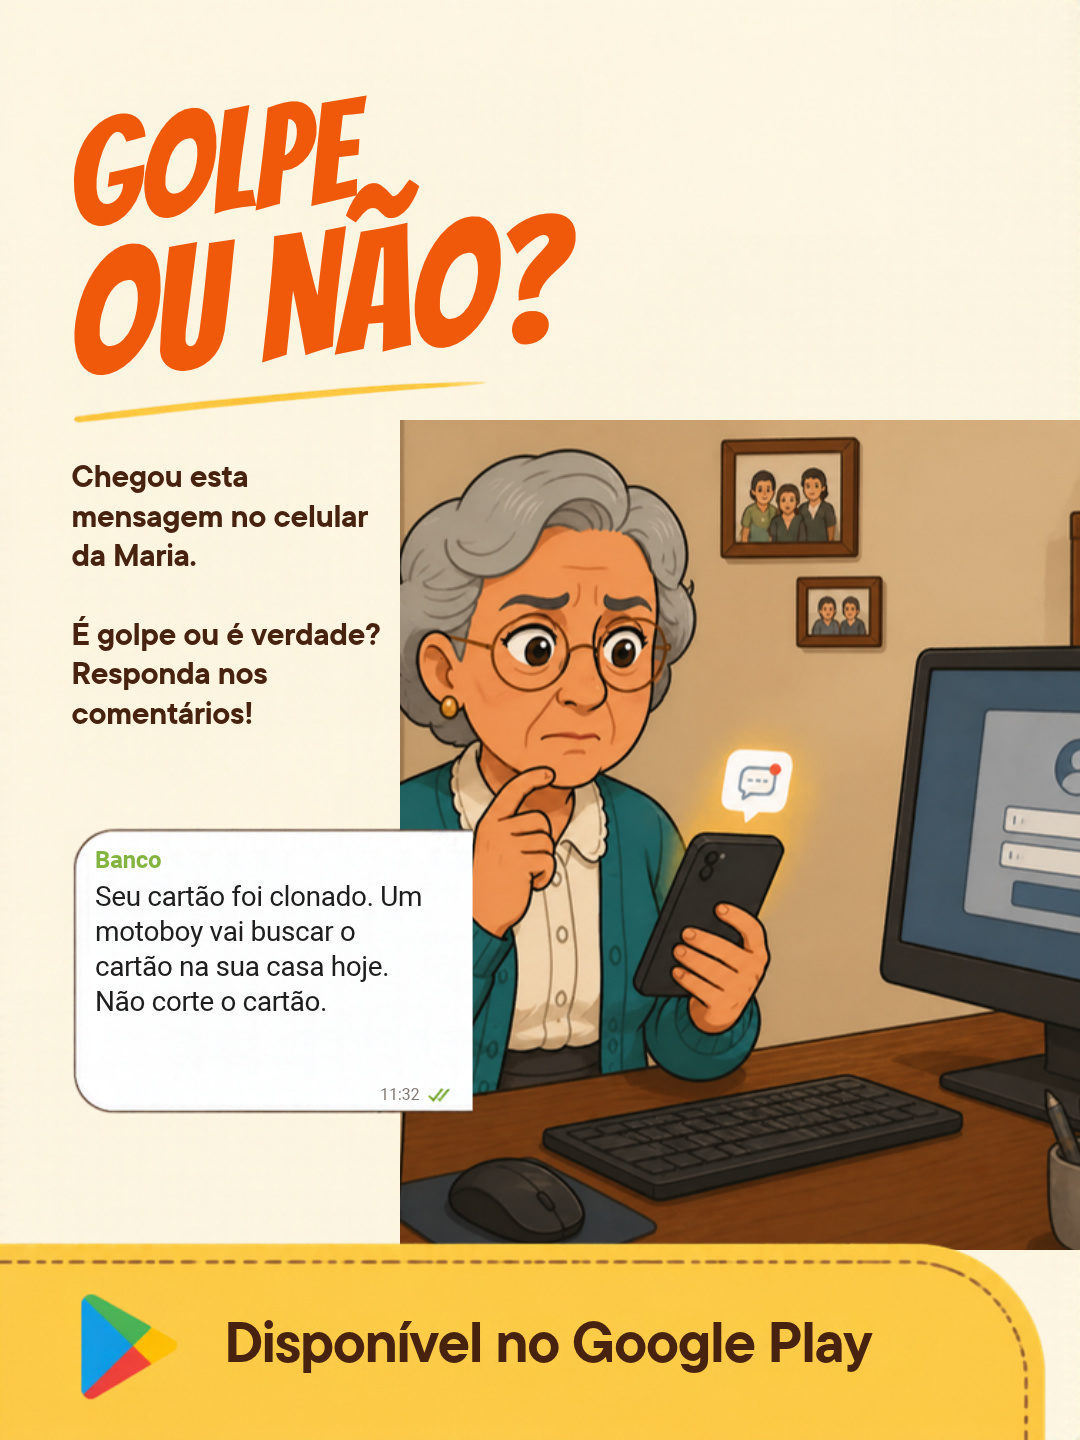 GOLPE
OU NÃO?
Chegou esta
mensagem no celular
da Maria.
É golpe ou é verdade?
Responda nos
comentários!
Banco
Seu cartão foi clonado. Um
motoboy vai buscar o
cartão na sua casa hoje.
Não corte o cartão.
11:32
Disponível no Google Play